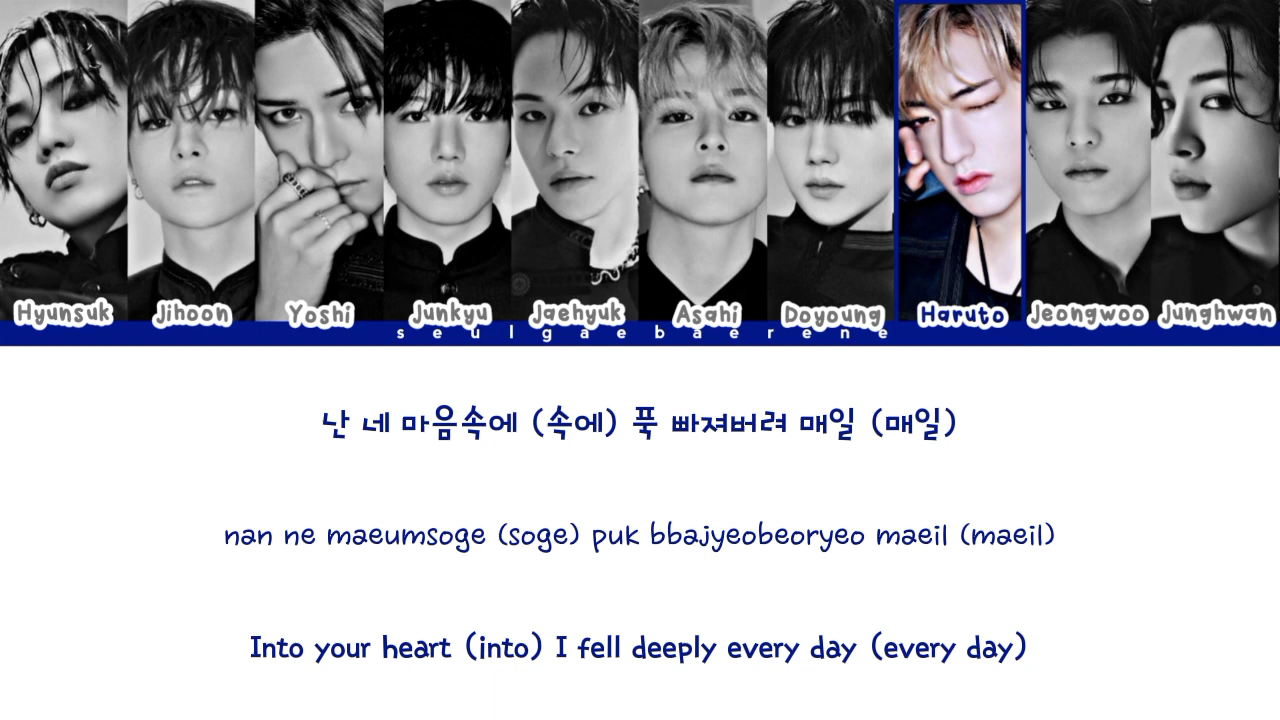 Hyunsuk Jihoon Yoshi Junkyu Jaehyuk Asahi Doyoung Haruto Jeongwoo Junghwan
seulgaebaerene
난 네 마음속에 (속에) 푹 빠져버려 매일 (매일)
nan ne maeumsoge (soge) puk bbajyeobeoryeo maeil (maeil)
Into your heart (into) I fell deeply every day (every day)